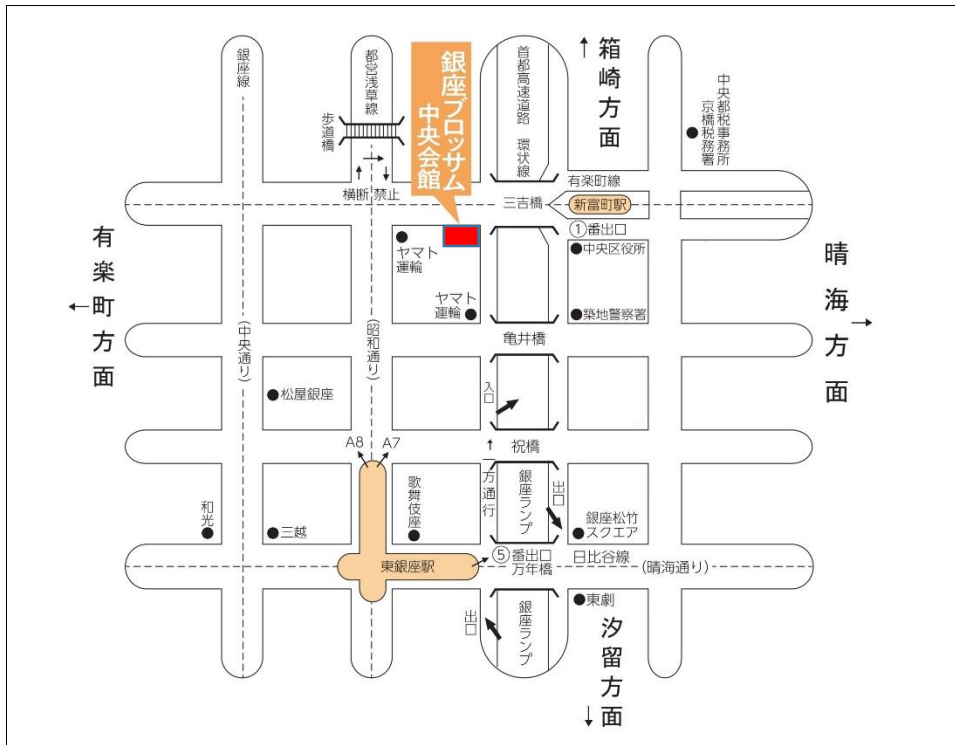 箱崎方面
↑
銀座線
都営浅草線
銀座ブロッサム
中央会館
首都高速道路 環状線
中央都税事務所
京橋税務署
歩道橋
横断 禁止
有楽町線
三吉橋
新富町駅
①番出口
ヤマト
運輸
中央区役所
有楽町方面
←
晴海方面
→
ヤマト
運輸
築地警察署
(中央通り)
(昭和通り)
亀井橋
松屋銀座
入口
A8
A7
祝橋
↑一方通行
和光
三越
歌舞伎座
銀座ランプ
出口
銀座松竹
スクエア
東銀座駅
⑤番出口
万年橋
日比谷線
(晴海通り)
東劇
出口
銀座ランプ
汐留方面
↓